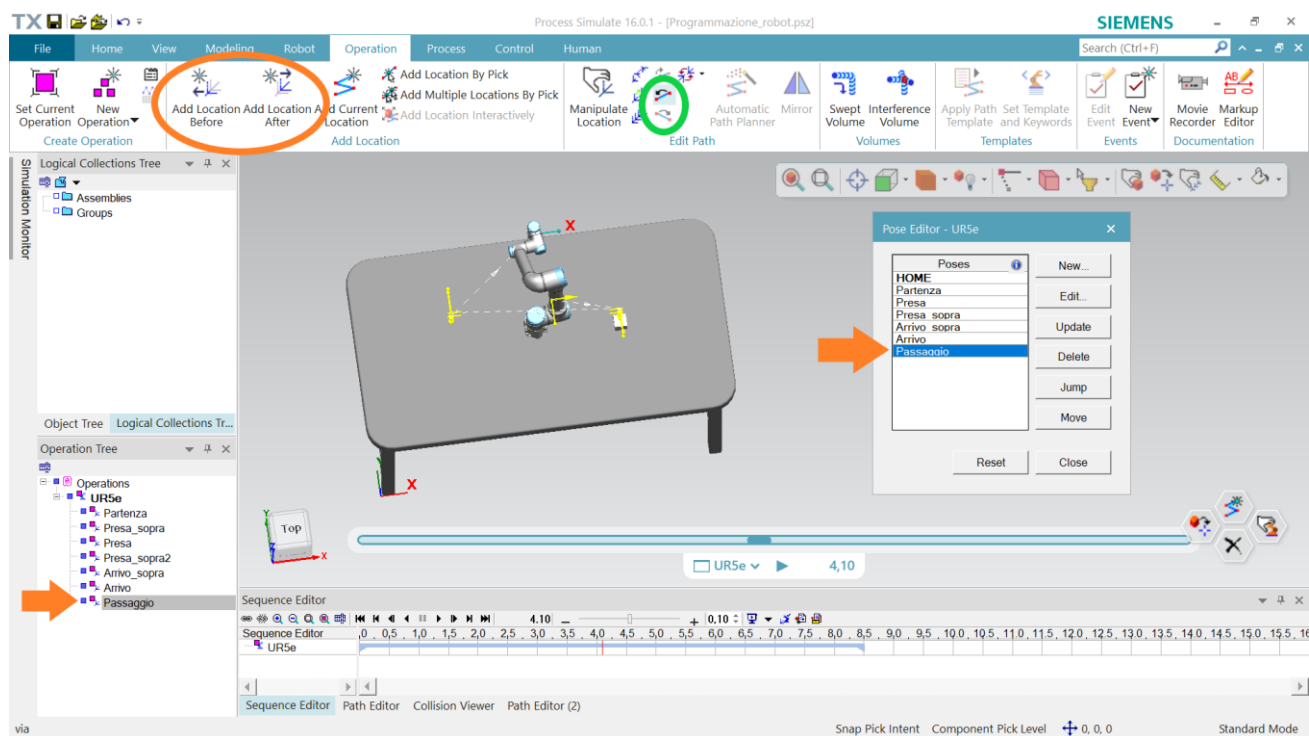 TX
Process Simulate 16.0.1 - [Programmazione_robot.psz]
SIEMENS
File Home View Modeling Robot Operation Process Control Human
Search (Ctrl+F)
Set Current Operation
New Operation
Add Location Before
Add Location After
Add Current Location
Add Location By Pick
Add Multiple Locations By Pick
Add Location Interactively
Manipulate Location
Automatic Path Planner
Mirror
Swept Volume
Interference Volume
Apply Path Template
Set Template and Keywords
Edit Event
New Event
Movie Recorder
Markup Editor
Create Operation
Add Location
Edit Path
Volumes
Templates
Events
Documentation
Simulation Monitor
Logical Collections Tree
Assemblies
Groups
Object Tree
Logical Collections Tr...
Operation Tree
Operations
UR5e
Partenza
Presa_sopra
Presa
Presa_sopra2
Arrivo_sopra
Arrivo
Passaggio
X
X
Y
Top
Z
X
Pose Editor - UR5e
Poses
HOME
Partenza
Presa
Presa_sopra
Arrivo_sopra
Arrivo
Passaggio
New...
Edit...
Update
Delete
Jump
Move
Reset
Close
UR5e
4,10
Sequence Editor
4.10
0,10
Sequence Editor
,0 0,5 1,0 1,5 2,0 2,5 3,0 3,5 4,0 4,5 5,0 5,5 6,0 6,5 7,0 7,5 8,0 8,5 9,0 9,5 10,0 10,5 11,0 11,5 12,0 12,5 13,0 13,5 14,0 14,5 15,0 15,5 16
UR5e
Sequence Editor
Path Editor
Collision Viewer
Path Editor (2)
via
Snap Pick Intent
Component Pick Level
0, 0, 0
Standard Mode